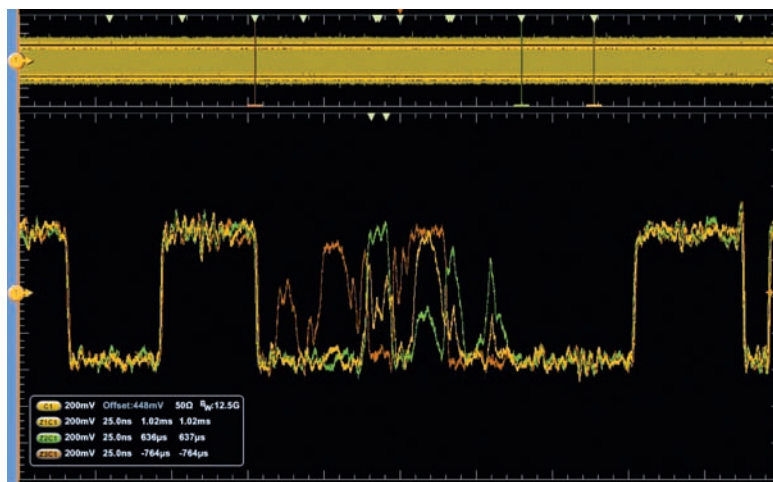 C1 200mV Offset:448mV 50Ω BW:12.5G
Z1C1 200mV 25.0ns 1.02ms 1.02ms
Z2C1 200mV 25.0ns 636µs 637µs
Z3C1 200mV 25.0ns -764µs -764µs